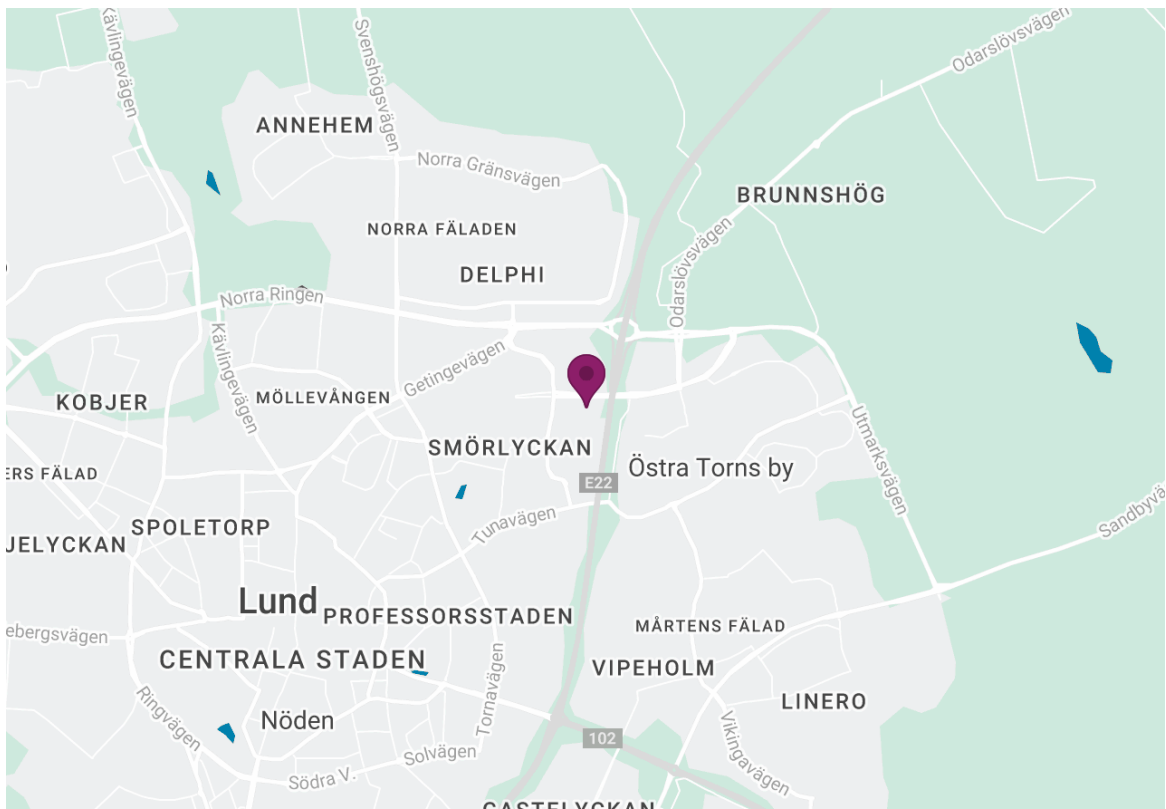 Kävlingevägen
Svenshögsvägen
Odarslövsvägen
ANNEHEM
Norra Gränsvägen
BRUNNSHÖG
NORRA FÄLADEN
Odarslövsvägen
DELPHI
Norra Ringen
Kävlingevägen
Getingevägen
MÖLLEVÅNGEN
KOBJER
Utmarksvägen
SMÖRLYCKAN
Östra Torns by
ERS FÄLAD
E22
Sandbyvä
SPOLETORP
Tunavägen
JELYCKAN
Lund
PROFESSORSSTADEN
MÅRTENS FÄLAD
ebergsvägen
CENTRALA STADEN
VIPEHOLM
LINERO
Ringvägen
Tornavägen
Nöden
Vikingavägen
102
Solvägen
Södra V.
CASTELYCKAN